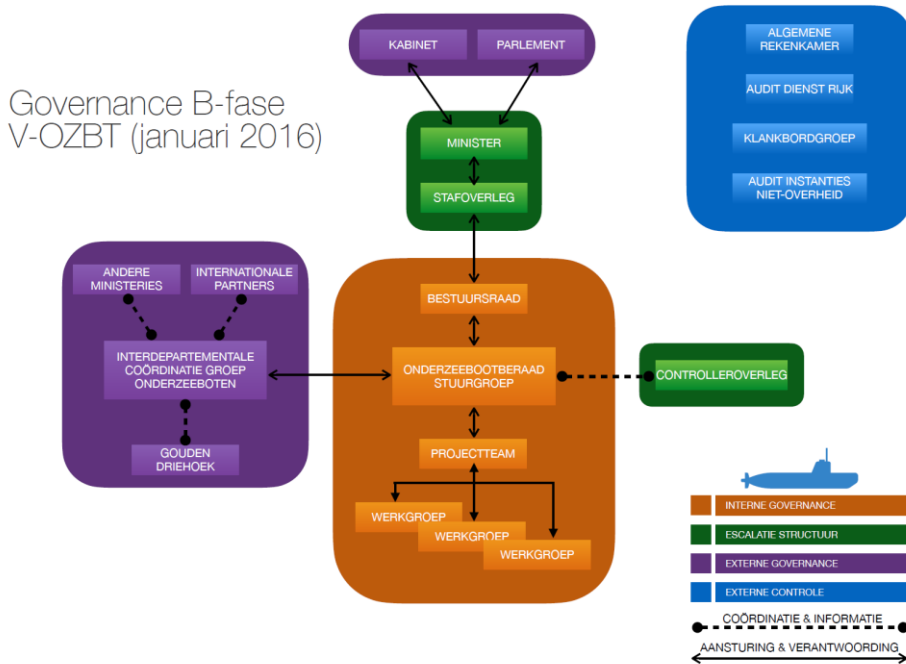 Governance B-fase
V-OZBT (januari 2016)
KABINET
PARLEMENT
MINISTER
STAFOVERLEG
ALGEMENE
REKENKAMER
AUDIT DIENST RIJK
KLANKBORDGROEP
AUDIT INSTANTIES
NIET-OVERHEID
ANDERE
MINISTERIES
INTERNATIONALE
PARTNERS
INTERDEPARTEMENTALE
COÖRDINATIE GROEP
ONDERZEEBOTEN
GOUDEN
DRIEHOEK
BESTUURSRAAD
ONDERZEEBOOTBERAAD
STUURGROEP
PROJECTTEAM
WERKGROEP
WERKGROEP
WERKGROEP
CONTROLLEROVERLEG
INTERNE GOVERNANCE
ESCALATIE STRUCTUUR
EXTERNE GOVERNANCE
EXTERNE CONTROLE
COÖRDINATIE & INFORMATIE
AANSTURING & VERANTWOORDING